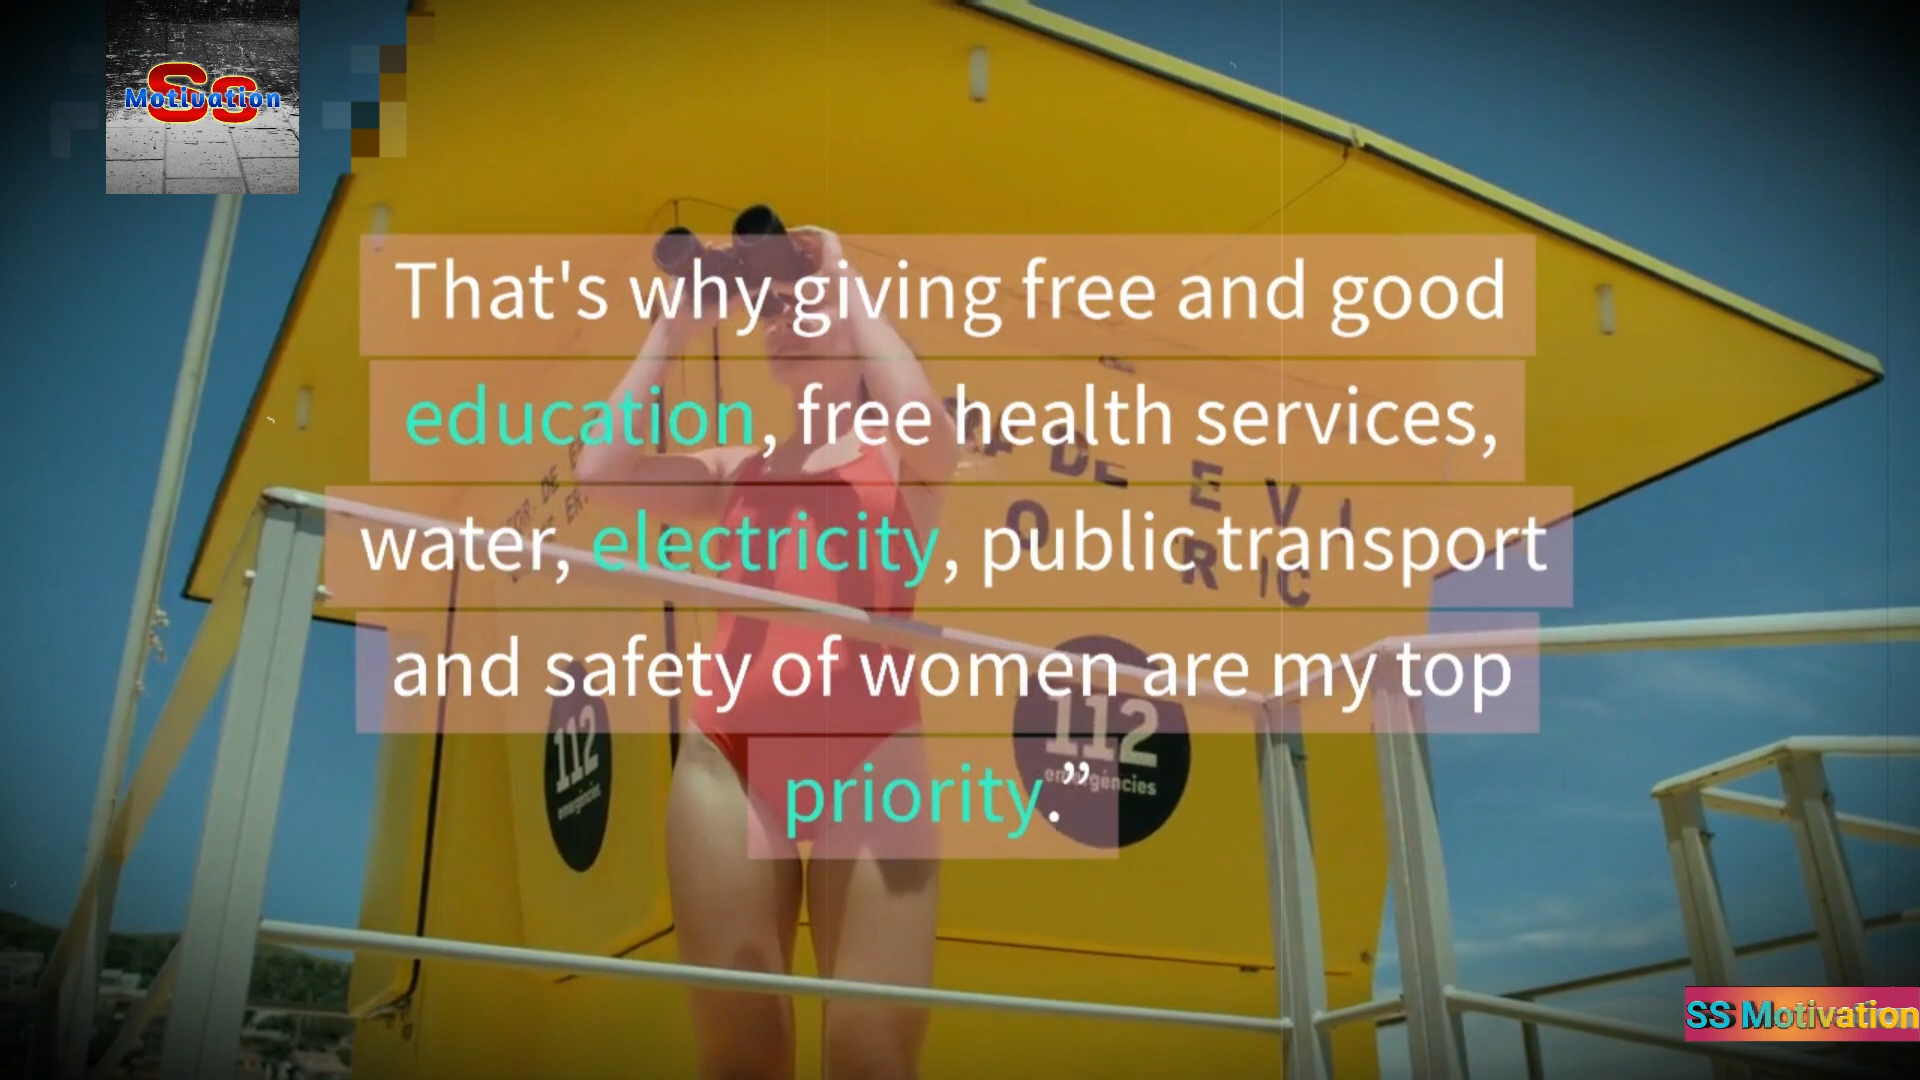 Ss
Motivation
That's why giving free and good
education, free health services,
water, electricity, public transport
and safety of women are my top
priority.”
112
emergències
112
emergències
SS Motivation